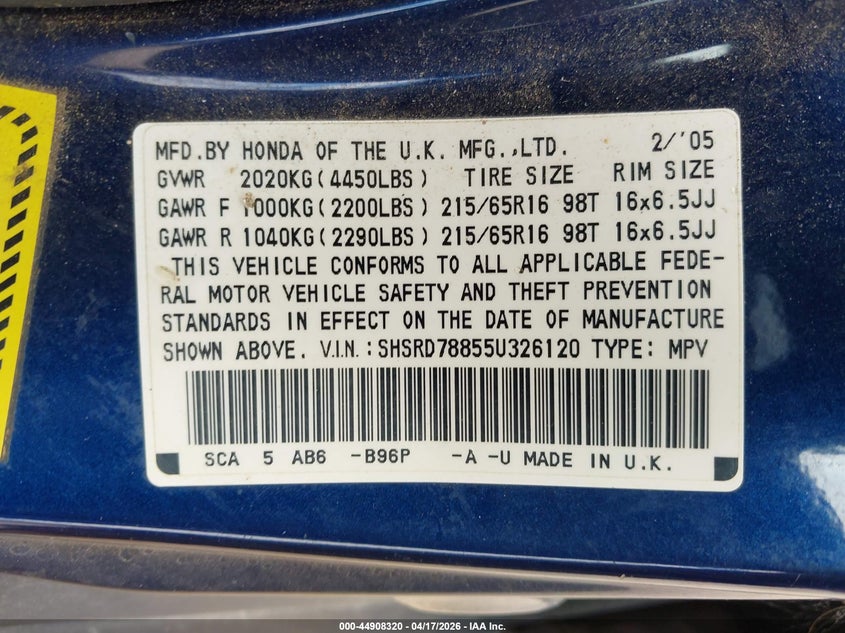 MFD.BY HONDA OF THE U.K. MFG.,LTD. 2/'05
GVWR 2020KG(4450LBS) TIRE SIZE RIM SIZE
GAWR F 1000KG(2200LBS) 215/65R16 98T 16x6.5JJ
GAWR R 1040KG(2290LBS) 215/65R16 98T 16x6.5JJ
THIS VEHICLE CONFORMS TO ALL APPLICABLE FEDE-
RAL MOTOR VEHICLE SAFETY AND THEFT PREVENTION
STANDARDS IN EFFECT ON THE DATE OF MANUFACTURE
SHOWN ABOVE. V.I.N.:SHSRD78855U326120 TYPE: MPV
SCA 5 AB6 -B96P -A -U MADE IN U.K.
000-44908320 - 04/17/2026 - IAA Inc.